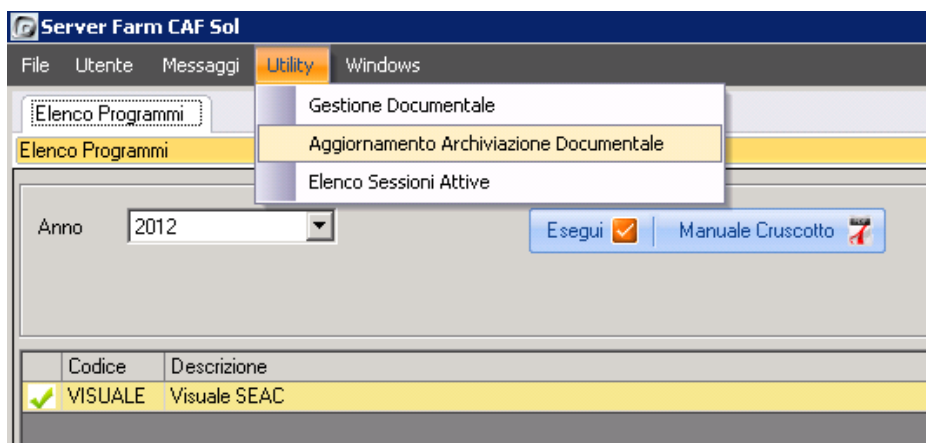 Server Farm CAF Sol
File Utente Messaggi Utility Windows
Elenco Programmi
Gestione Documentale
Elenco Programmi
Aggiornamento Archiviazione Documentale
Elenco Sessioni Attive
Anno 2012 Esegui Manuale Cruscotto
Codice Descrizione
VISUALE Visuale SEAC